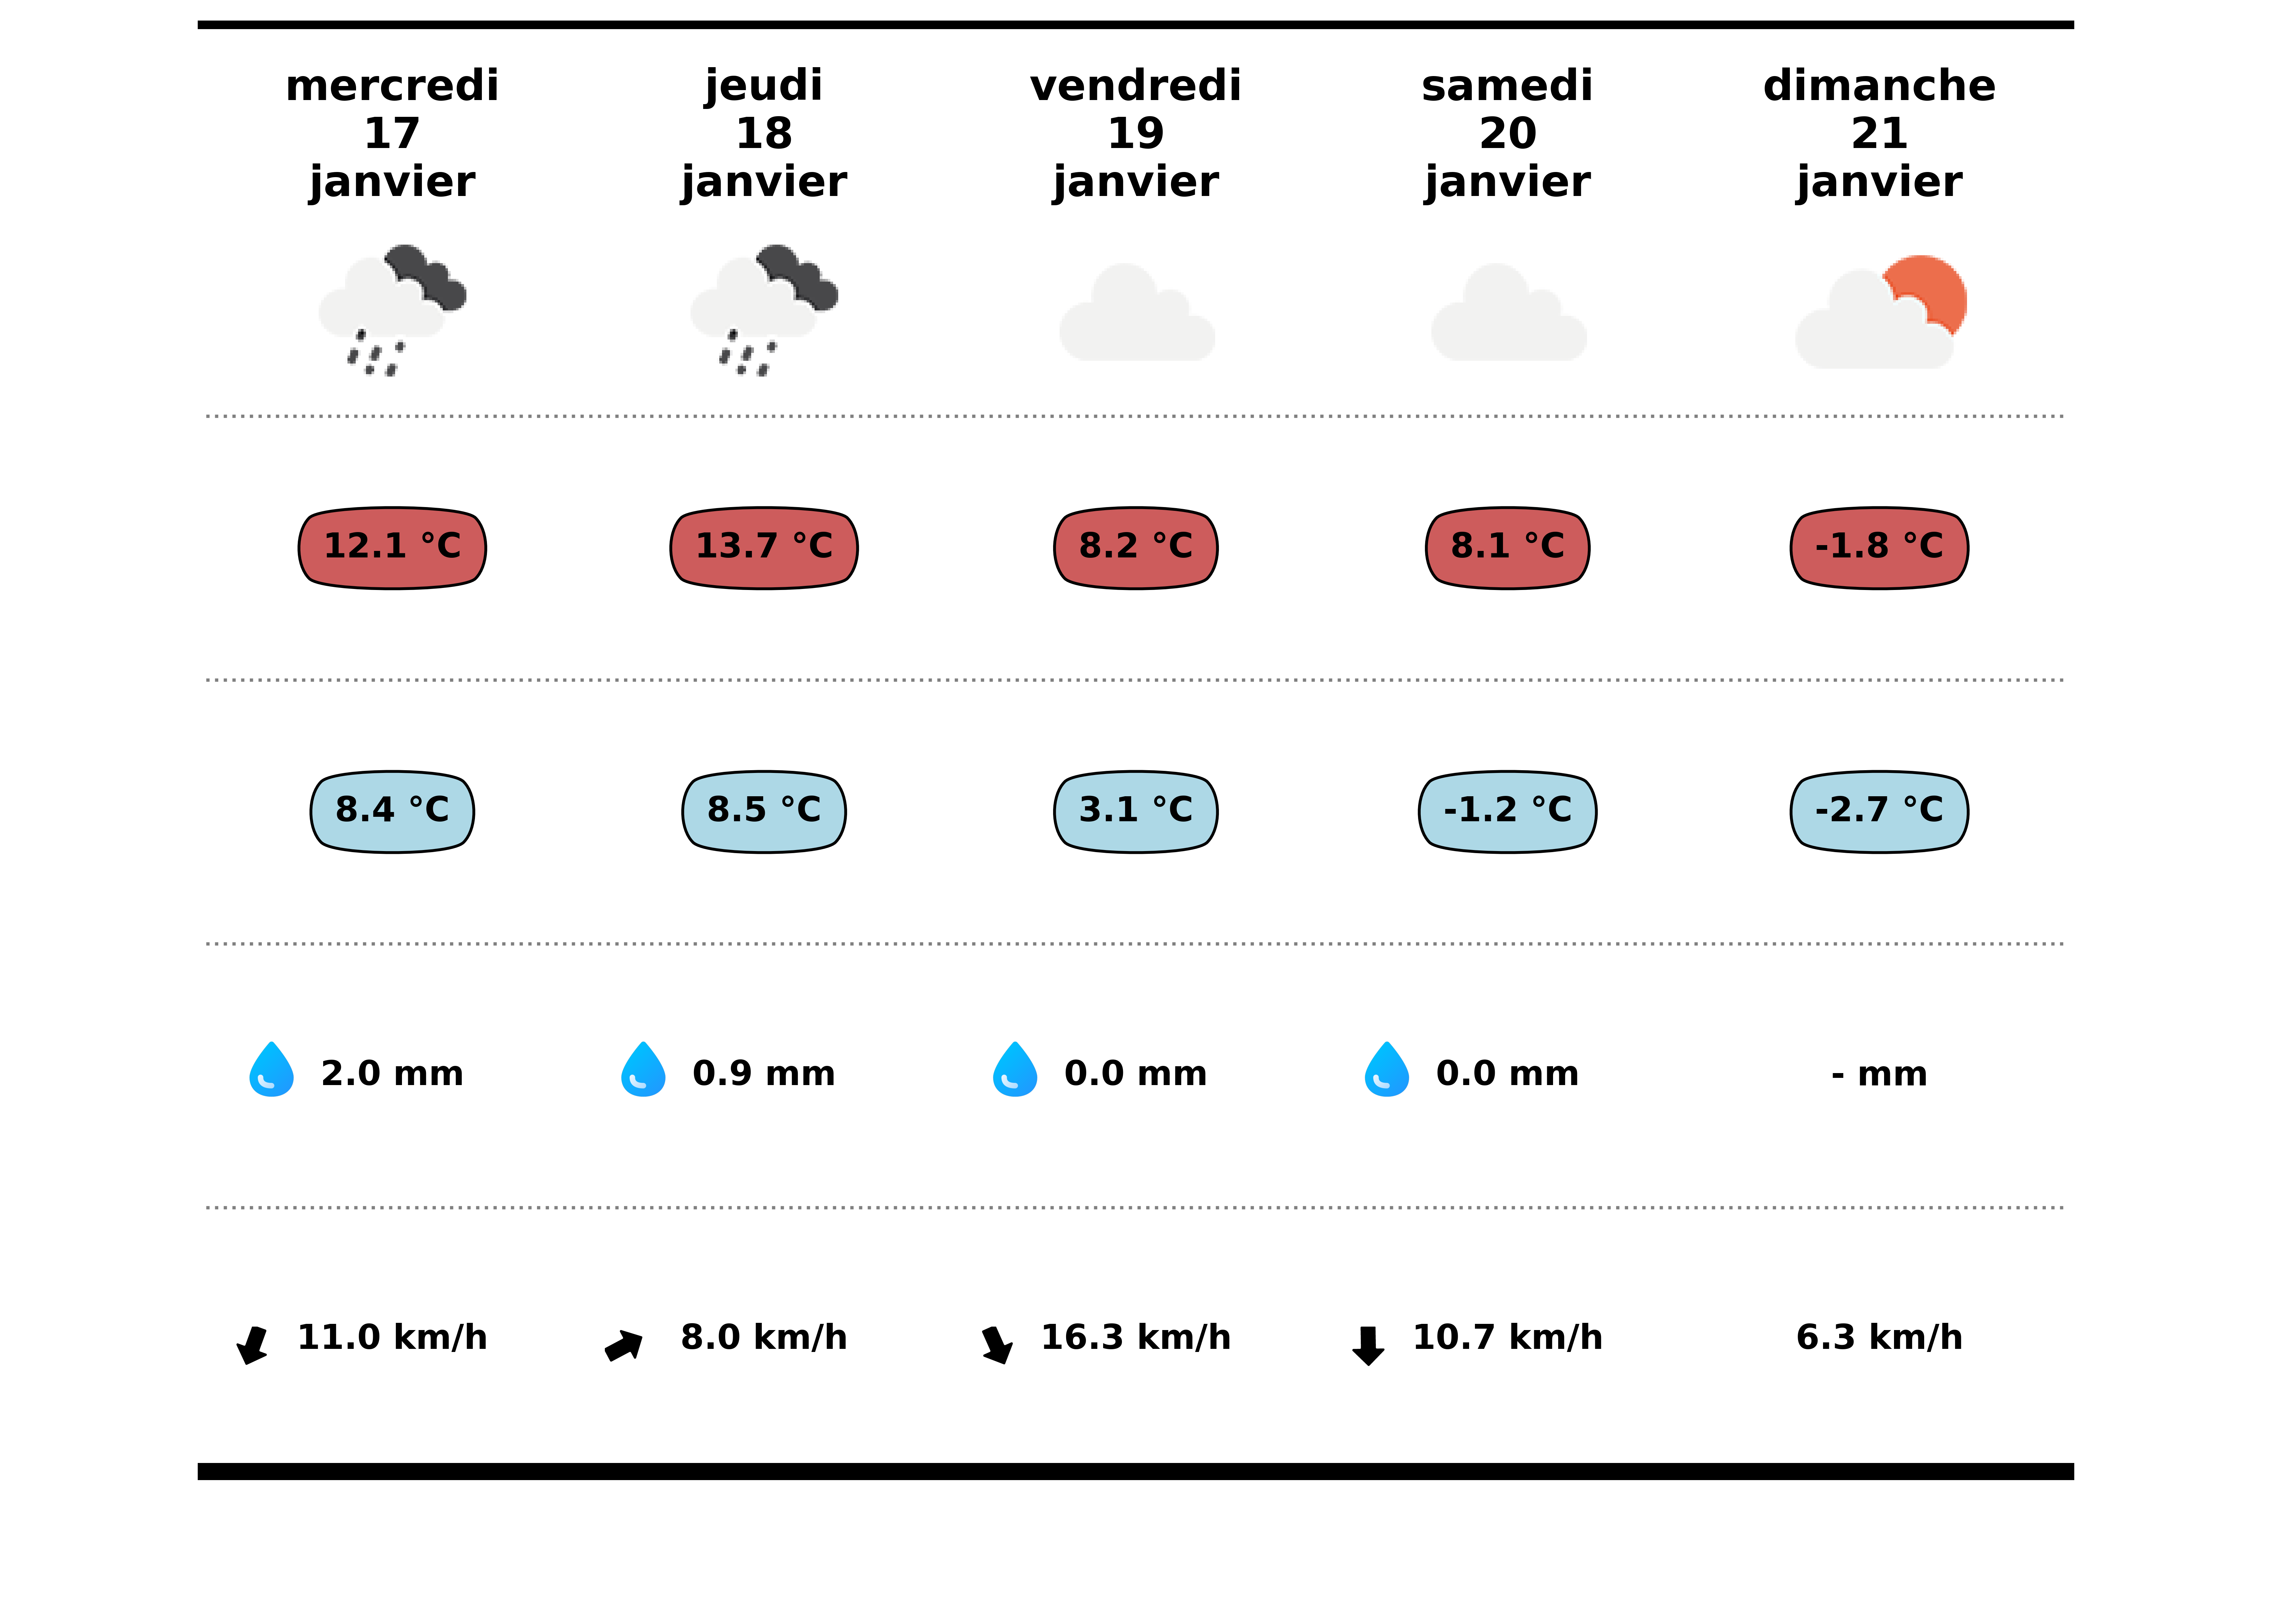 mercredi
17
janvier
jeudi
18
janvier
vendredi
19
janvier
samedi
20
janvier
dimanche
21
janvier
12.1 °C
13.7 °C
8.2 °C
8.1 °C
-1.8 °C
8.4 °C
8.5 °C
3.1 °C
-1.2 °C
-2.7 °C
2.0 mm
0.9 mm
0.0 mm
0.0 mm
- mm
11.0 km/h
8.0 km/h
16.3 km/h
10.7 km/h
6.3 km/h